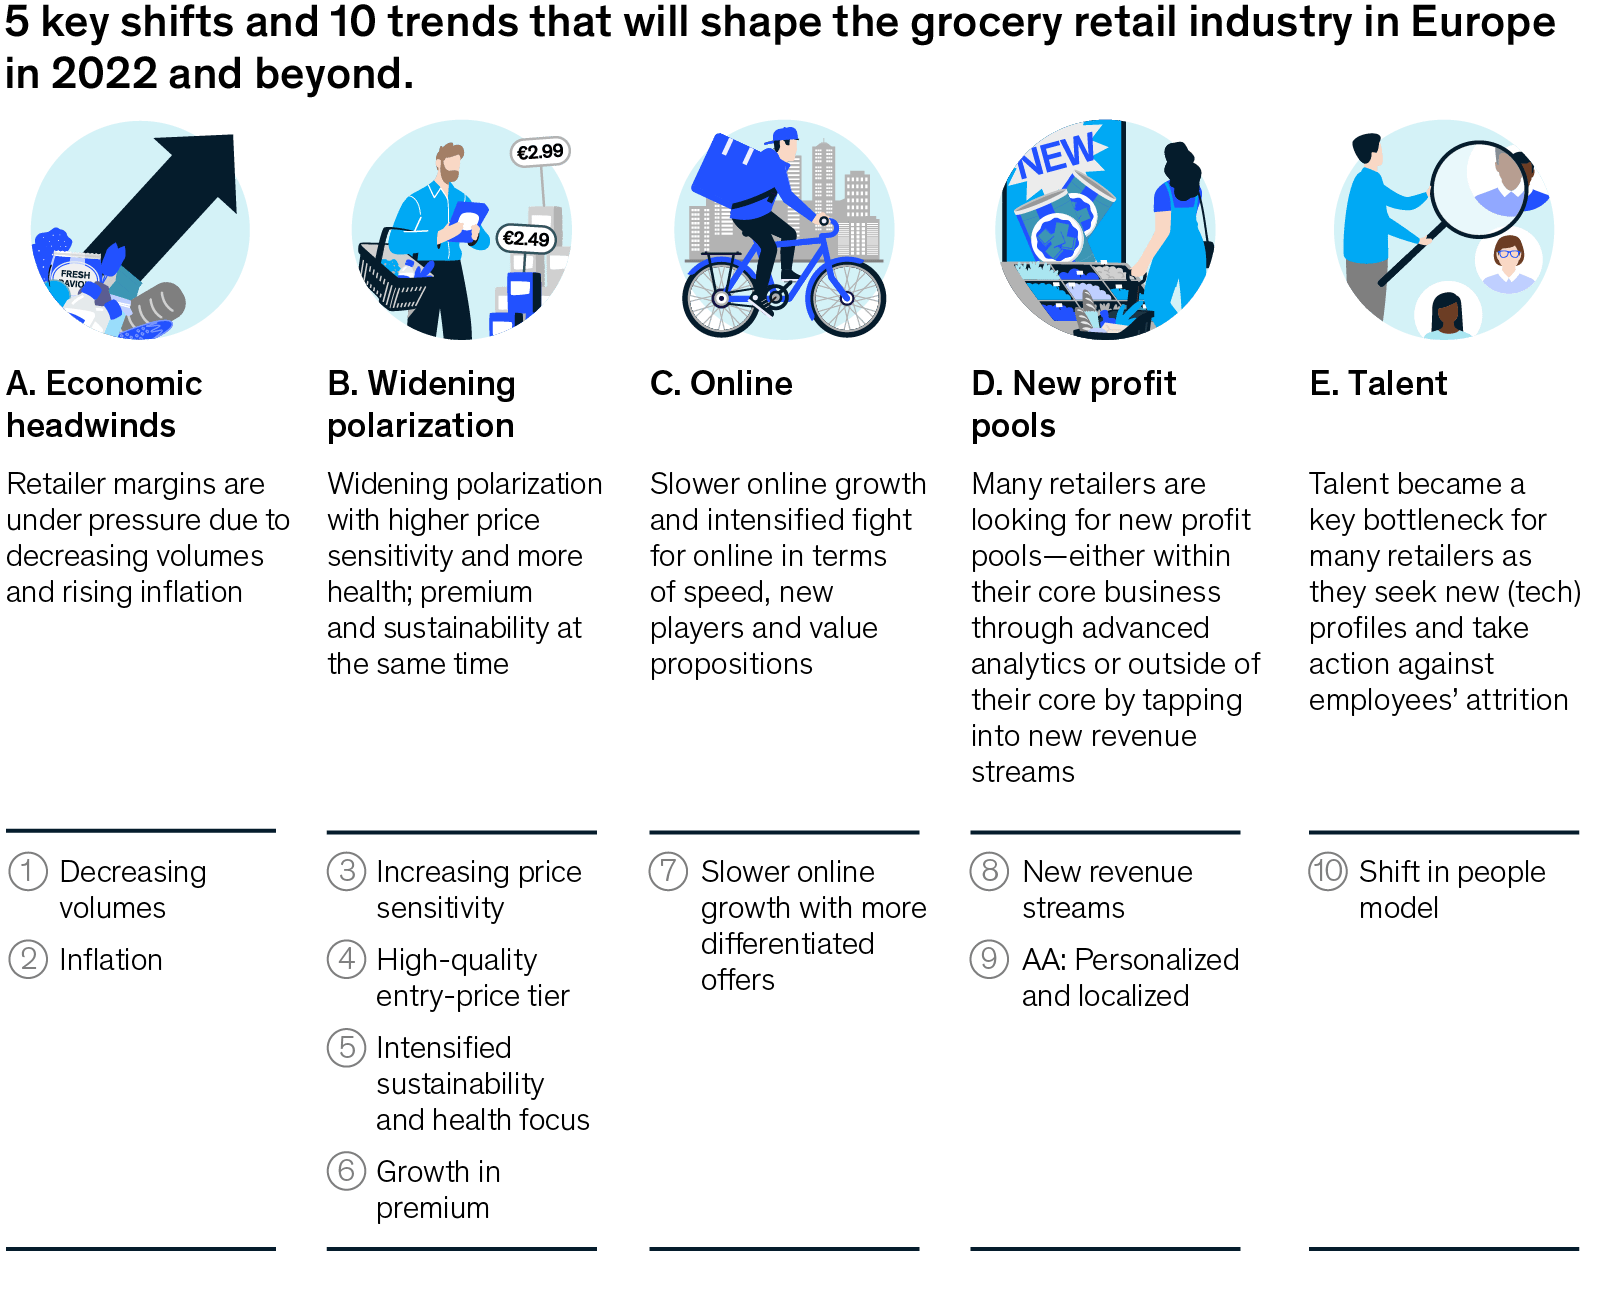 5 key shifts and 10 trends that will shape the grocery retail industry in Europe
in 2022 and beyond.
FRESH
€2.99
€2.49
NEW
A. Economic
headwinds
Retailer margins are
under pressure due to
decreasing volumes
and rising inflation
1 Decreasing
volumes
2 Inflation
B. Widening
polarization
Widening polarization
with higher price
sensitivity and more
health; premium
and sustainability at
the same time
3 Increasing price
sensitivity
4 High-quality
entry-price tier
5 Intensified
sustainability
and health focus
6 Growth in
premium
C. Online
Slower online growth
and intensified fight
for online in terms
of speed, new
players and value
propositions
7 Slower online
growth with more
differentiated
offers
D. New profit
pools
Many retailers are
looking for new profit
pools—either within
their core business
through advanced
analytics or outside of
their core by tapping
into new revenue
streams
8 New revenue
streams
9 AA: Personalized
and localized
E. Talent
Talent became a
key bottleneck for
many retailers as
they seek new (tech)
profiles and take
action against
employees’ attrition
10 Shift in people
model